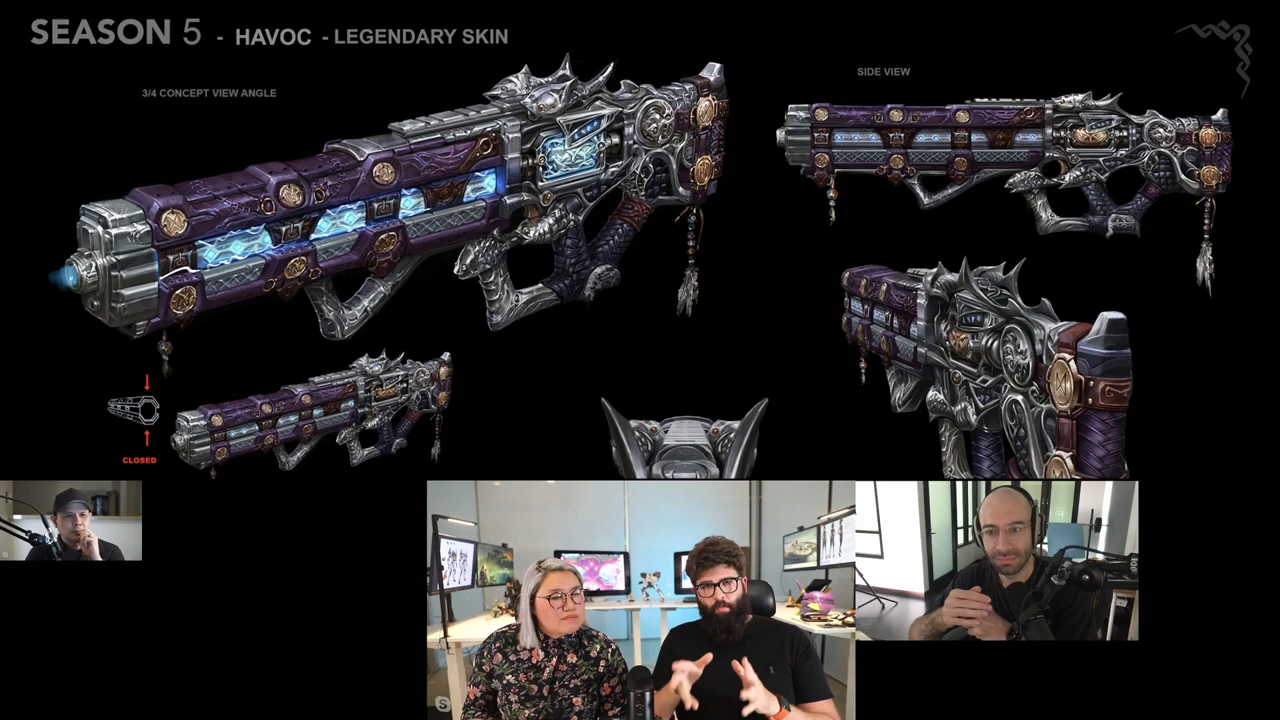 SEASON 5 - HAVOC - LEGENDARY SKIN
3/4 CONCEPT VIEW ANGLE
SIDE VIEW
CLOSED